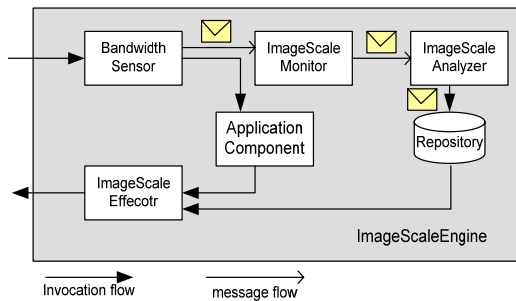 Bandwidth
Sensor
ImageScale
Monitor
ImageScale
Analyzer
Application
Component
Repository
ImageScale
Effecotr
ImageScaleEngine
Invocation flow
message flow